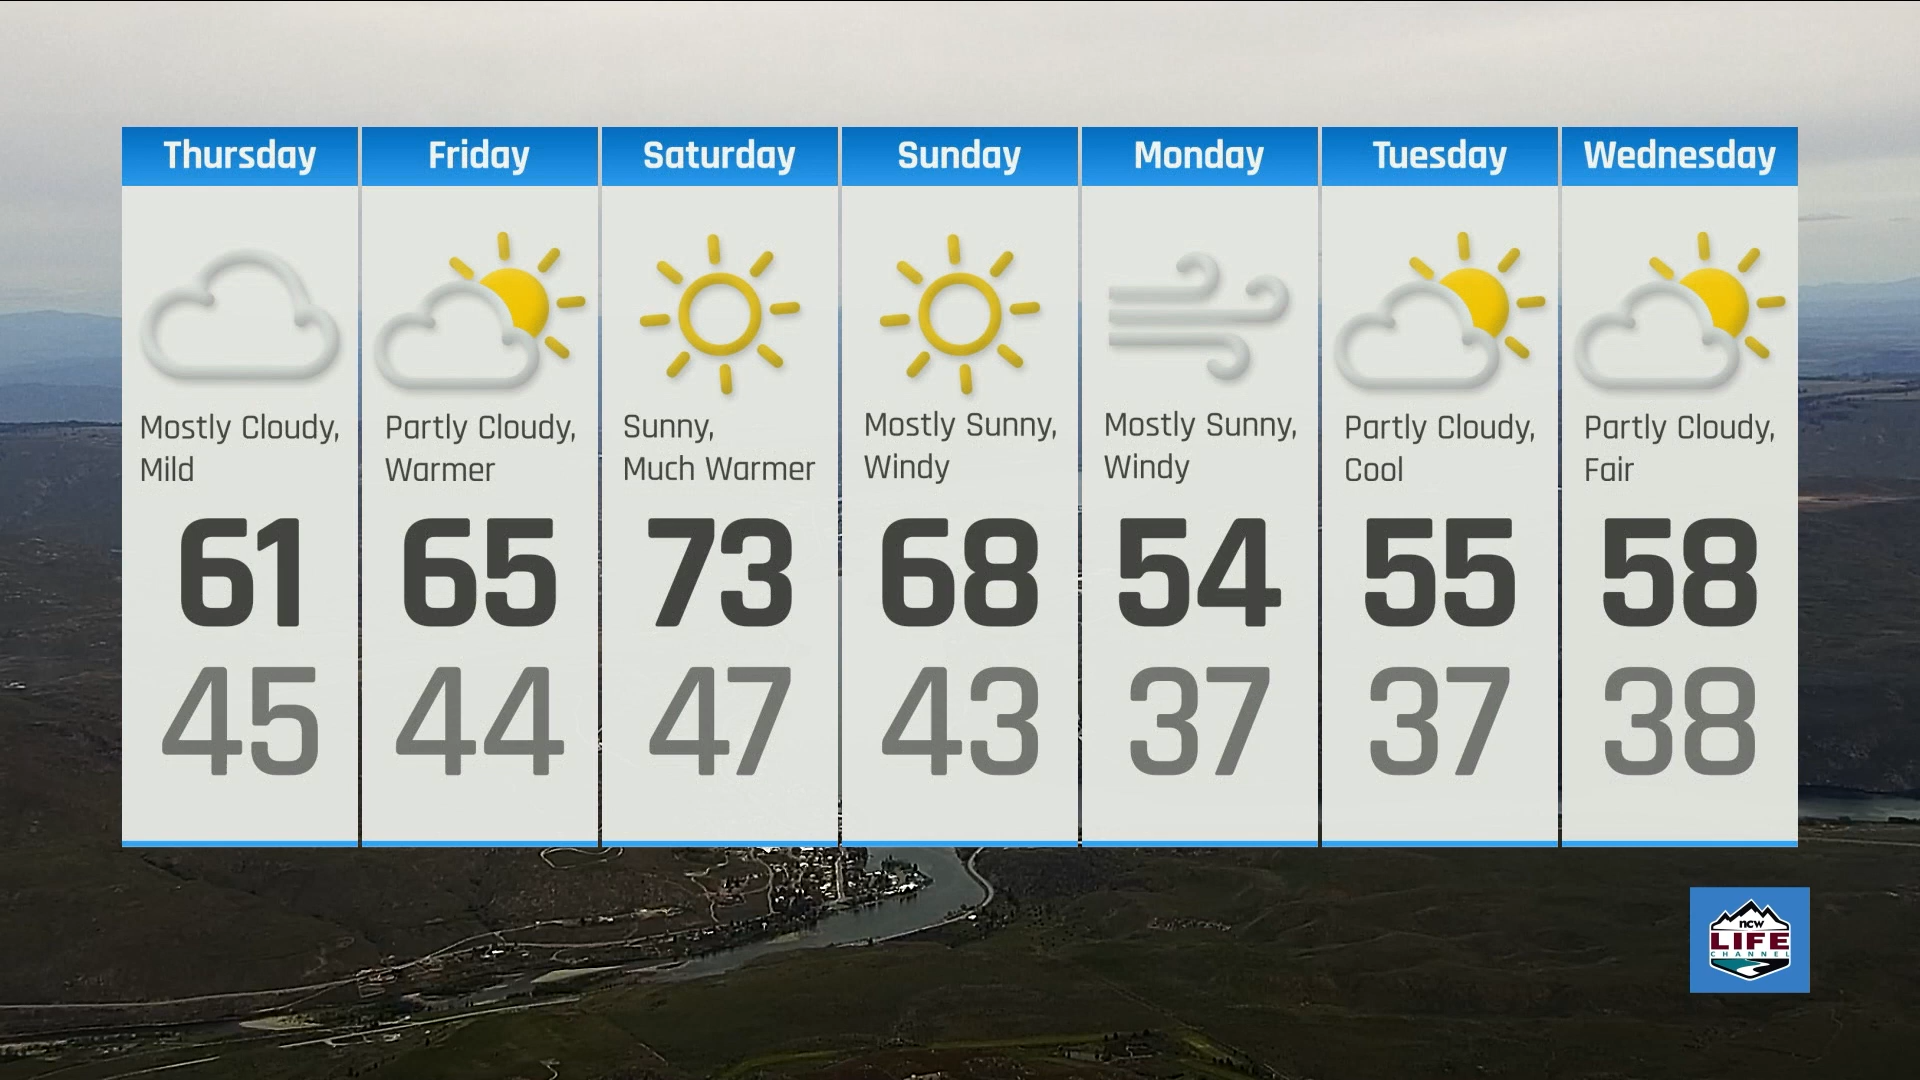 Thursday
Mostly Cloudy,
Mild
61
45
Friday
Partly Cloudy,
Warmer
65
44
Saturday
Sunny,
Much Warmer
73
47
Sunday
Mostly Sunny,
Windy
68
43
Monday
Mostly Sunny,
Windy
54
37
Tuesday
Partly Cloudy,
Cool
55
37
Wednesday
Partly Cloudy,
Fair
58
38
ncw
LIFE
CHANNEL